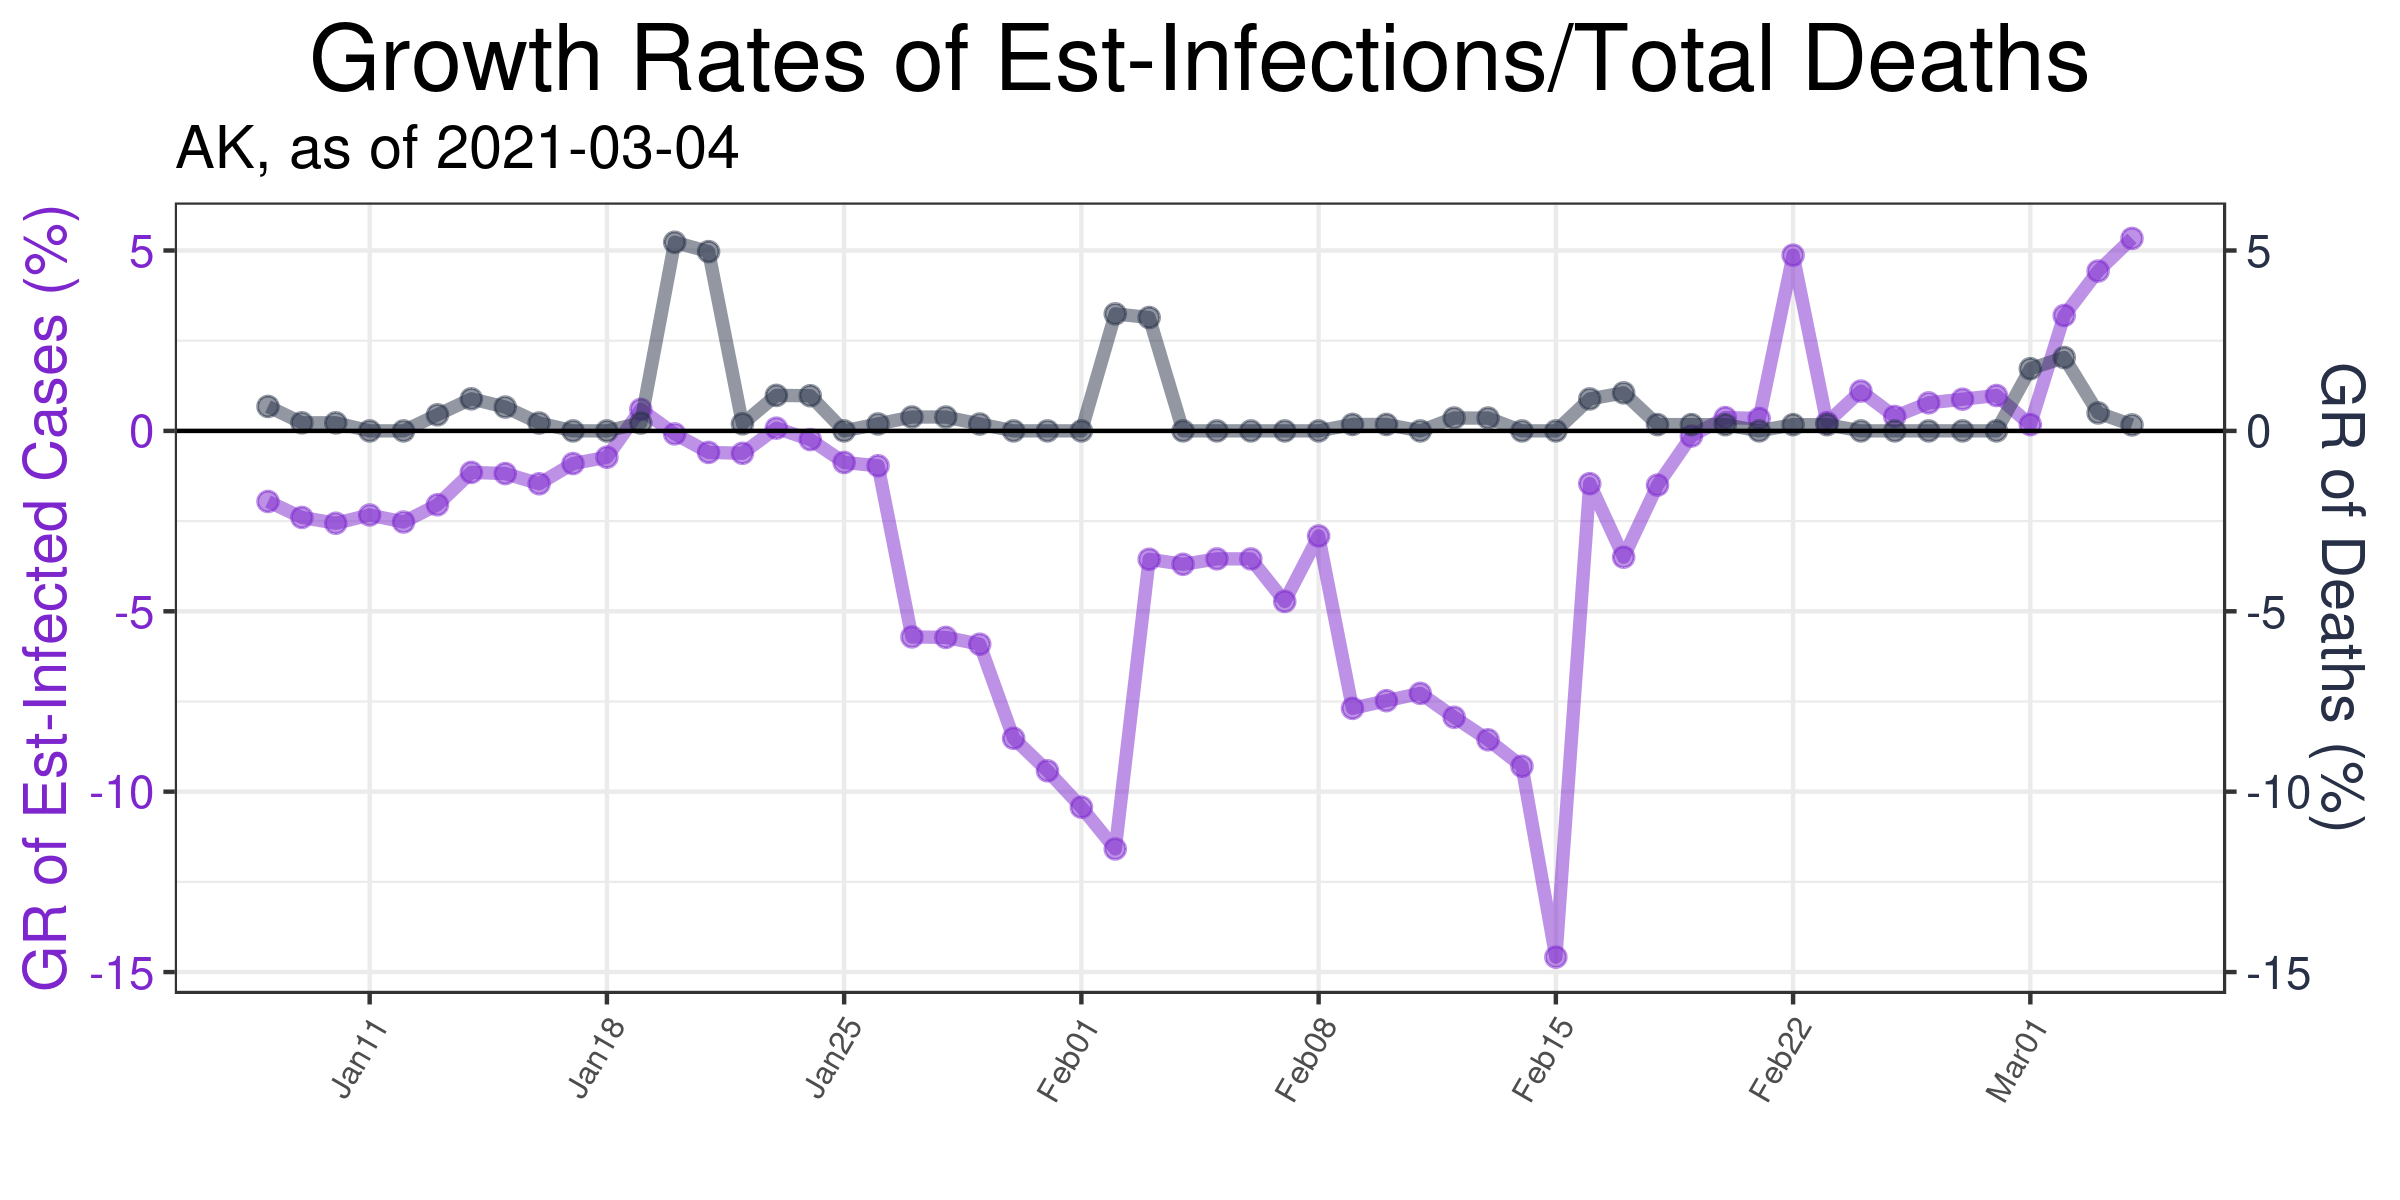 Growth Rates of Est-Infections/Total Deaths
AK, as of 2021-03-04
GR of Est-Infected Cases (%)
5
0
-5
-10
-15
5
0
-5
-10
-15
GR of Deaths (%)
Jan11
Jan18
Jan25
Feb01
Feb08
Feb15
Feb22
Mar01